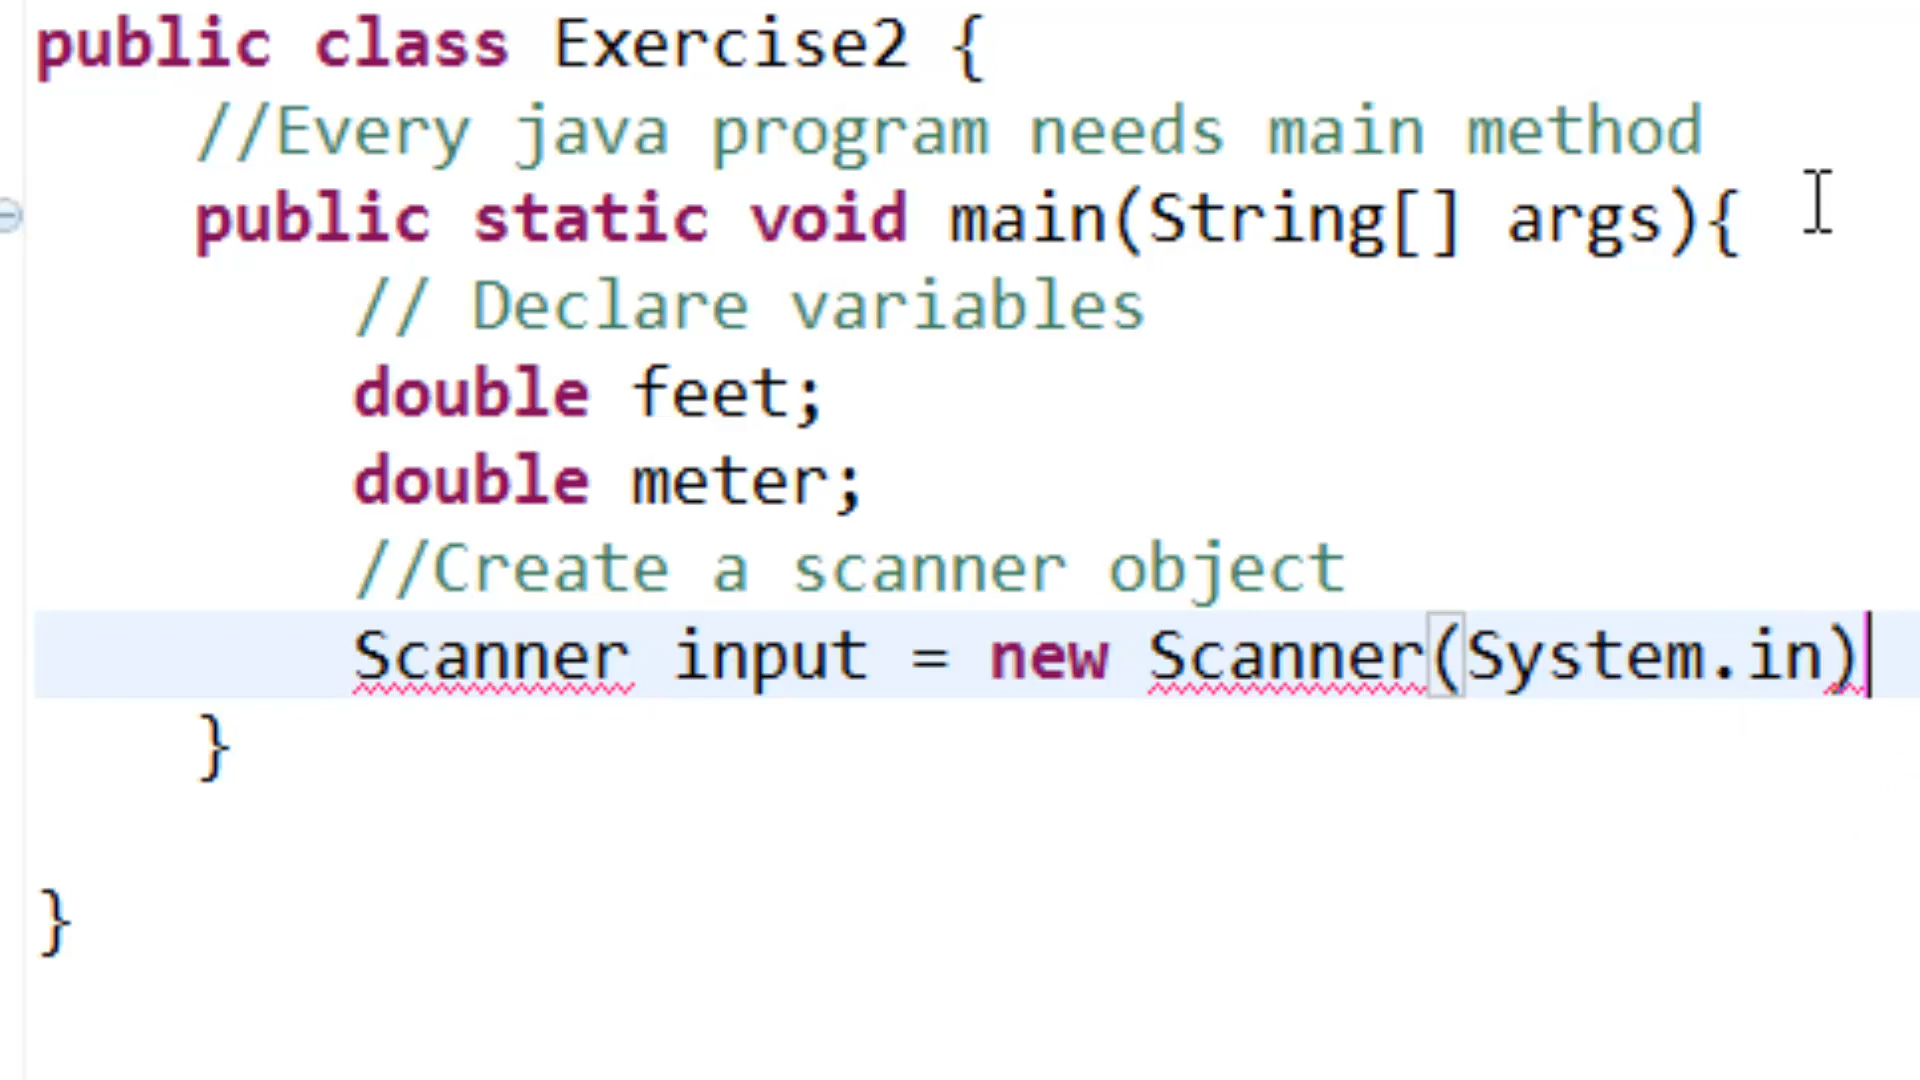 public class Exercise2 {
//Every java program needs main method
public static void main(String[] args){
// Declare variables
double feet;
double meter;
//Create a scanner object
Scanner input = new Scanner(System.in)
}
}